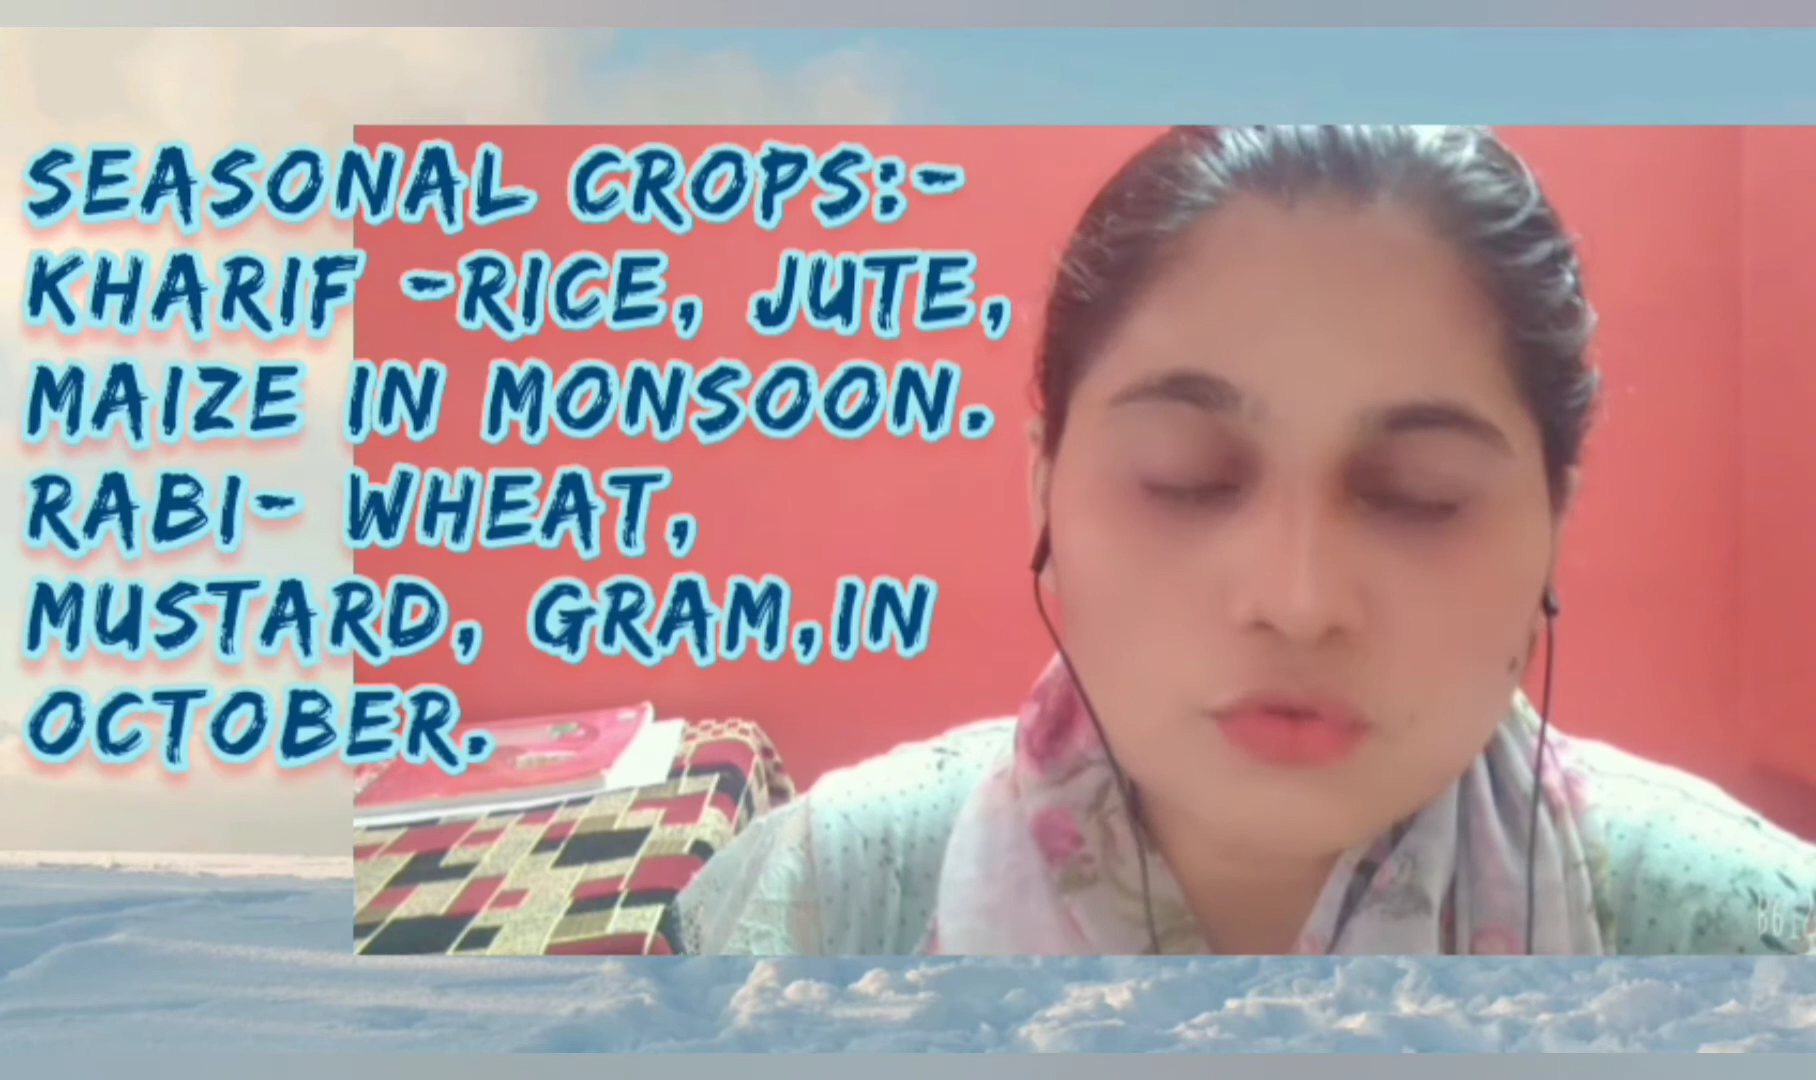 SEASONAL CROPS:-
KHARIF -RICE, JUTE,
MAIZE IN MONSOON.
RABI- WHEAT,
MUSTARD, GRAM,IN
OCTOBER.